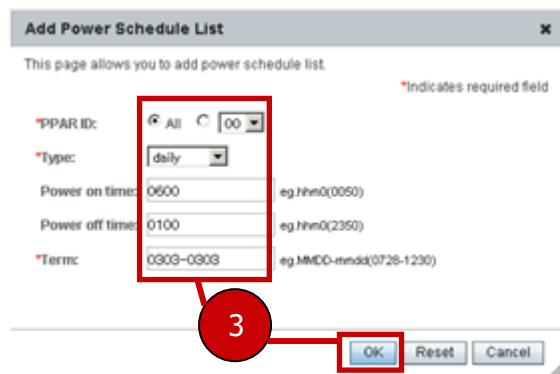 Add Power Schedule List ×
This page allows you to add power schedule list.
*Indicates required field
*PPAR ID: All 00
*Type: daily
Power on time: 0600 eg.hhm0(0050)
Power off time: 0100 eg.hhm0(2350)
*Term: 0303-0303 eg.MMDD-mmdd(0728-1230)
3
OK Reset Cancel